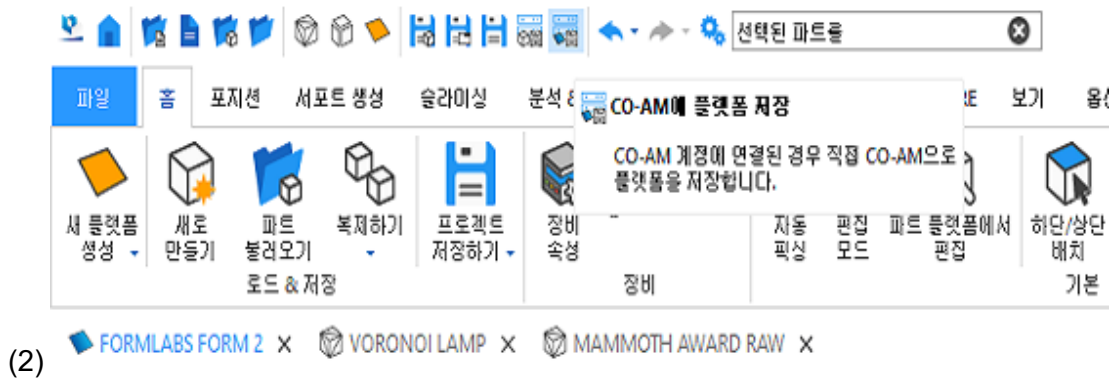 선택된 파트를
파일 홈 포지션 서포트 생성 슬라이싱 분석 & RE 보기 옵션
CO-AM에 플랫폼 저장
CO-AM 계정에 연결된 경우 직접 CO-AM으로
플랫폼을 저장합니다.
새 플랫폼 새로 파트 복제하기 프로젝트 장비 자동 편집 파트 플랫폼에서 하단/상단
생성 만들기 불러오기 저장하기 속성 픽싱 모드 편집 배치
로드 & 저장 장비 기본
(2) FORMLABS FORM 2 VORONOI LAMP MAMMOTH AWARD RAW